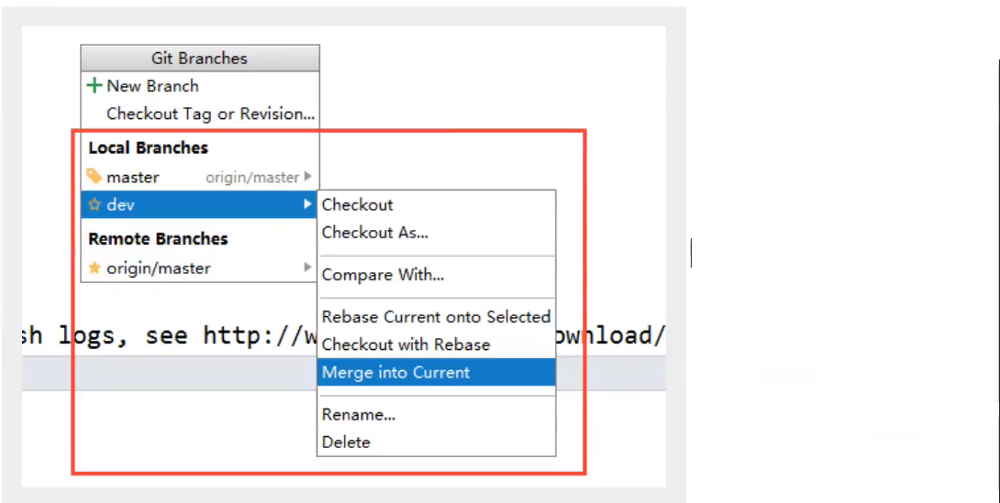 Git Branches
New Branch
Checkout Tag or Revision...
Local Branches
master origin/master
dev
Checkout
Checkout As...
Remote Branches
origin/master
Compare With...
Rebase Current onto Selected
sh logs, see http://w ownload/
Checkout with Rebase
Merge into Current
Rename...
Delete